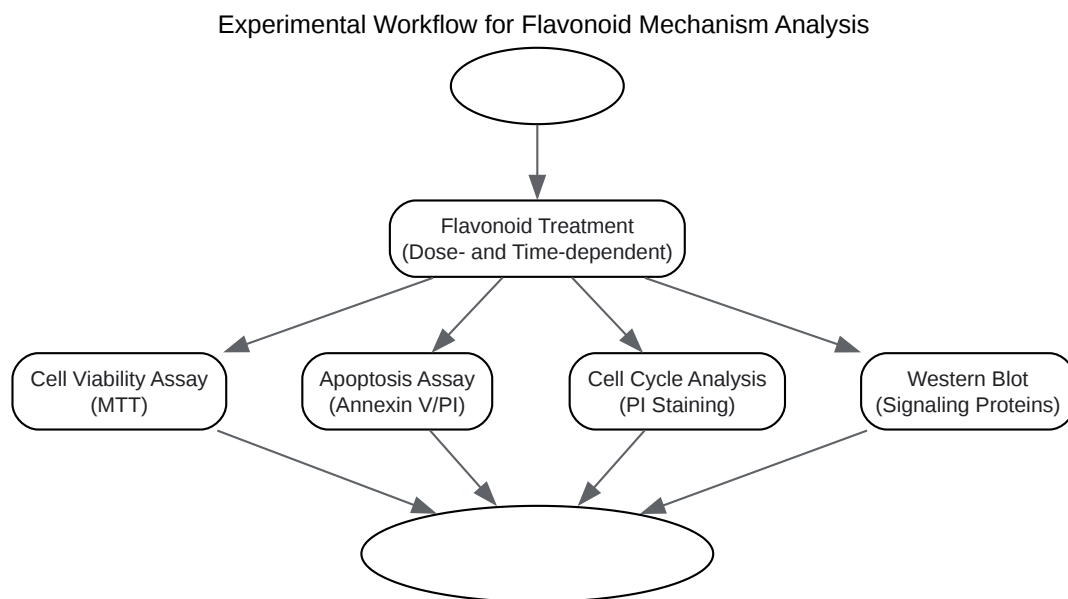 Experimental Workflow for Flavonoid Mechanism Analysis
Flavonoid Treatment
(Dose- and Time-dependent)
Cell Viability Assay
(MTT)
Apoptosis Assay
(Annexin V/PI)
Cell Cycle Analysis
(PI Staining)
Western Blot
(Signaling Proteins)